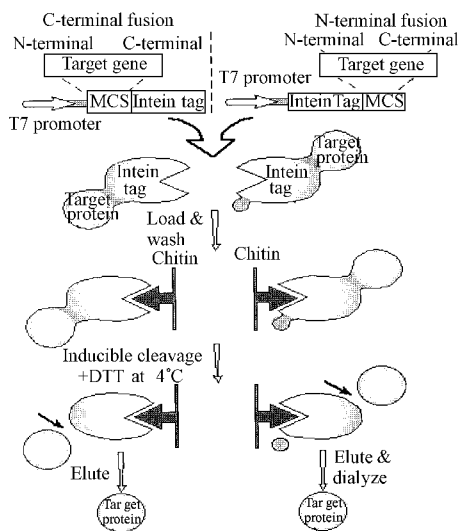 C-terminal fusion
N-terminal C-terminal
Target gene
MCS Intein tag
T7 promoter
N-terminal fusion
N-terminal C-terminal
Target gene
InteinTag MCS
T7 promoter
Target protein
Intein tag
Intein tag
Target protein
Load & wash
Chitin
Chitin
Inducible cleavage
+DTT at 4°C
Elute
Elute & dialyze
Tar get protein
Tar get protein